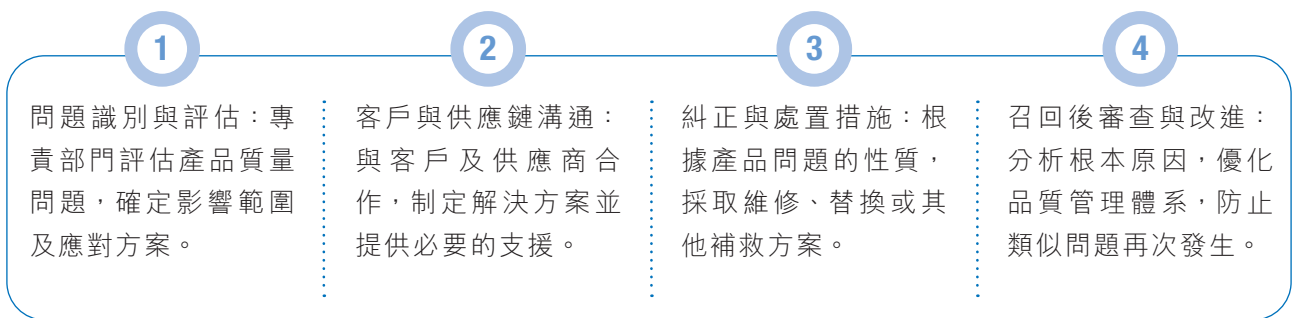 1
問題識別與評估：專
責部門評估產品質量
問題，確定影響範圍
及應對方案。
2
客戶與供應鏈溝通：
與客戶及供應商合
作，制定解決方案並
提供必要的支援。
3
糾正與處置措施：根
據產品問題的性質，
採取維修、替換或其
他補救方案。
4
召回後審查與改進：
分析根本原因，優化
品質管理體系，防止
類似問題再次發生。